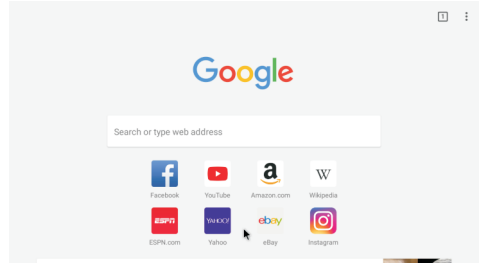 1
Google
Search or type web address
a
W
Facebook
YouTube
Amazon.com
Wikipedia
ESPN
YAHOO!
ebay
ESPN.com
Yahoo
eBay
Instagram